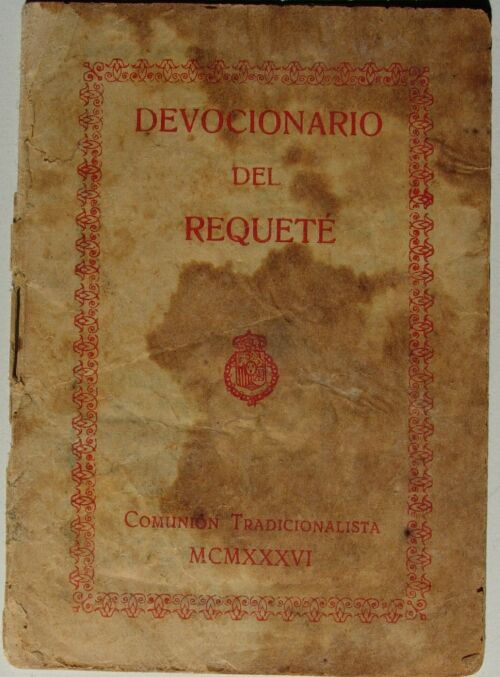 DEVOCIONARIO
DEL
REQUETÉ
COMUNIÓN TRADICIONALISTA
MCMXXXVI